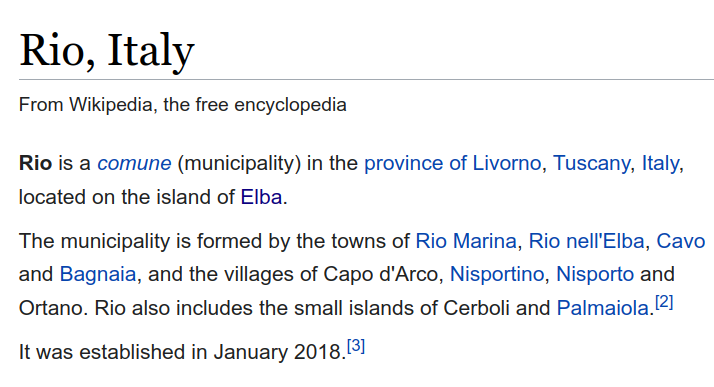 Rio, Italy
From Wikipedia, the free encyclopedia
Rio is a comune (municipality) in the province of Livorno, Tuscany, Italy,
located on the island of Elba.
The municipality is formed by the towns of Rio Marina, Rio nell'Elba, Cavo
and Bagnaia, and the villages of Capo d'Arco, Nisportino, Nisporto and
Ortano. Rio also includes the small islands of Cerboli and Palmaiola.[2]
It was established in January 2018.[3]